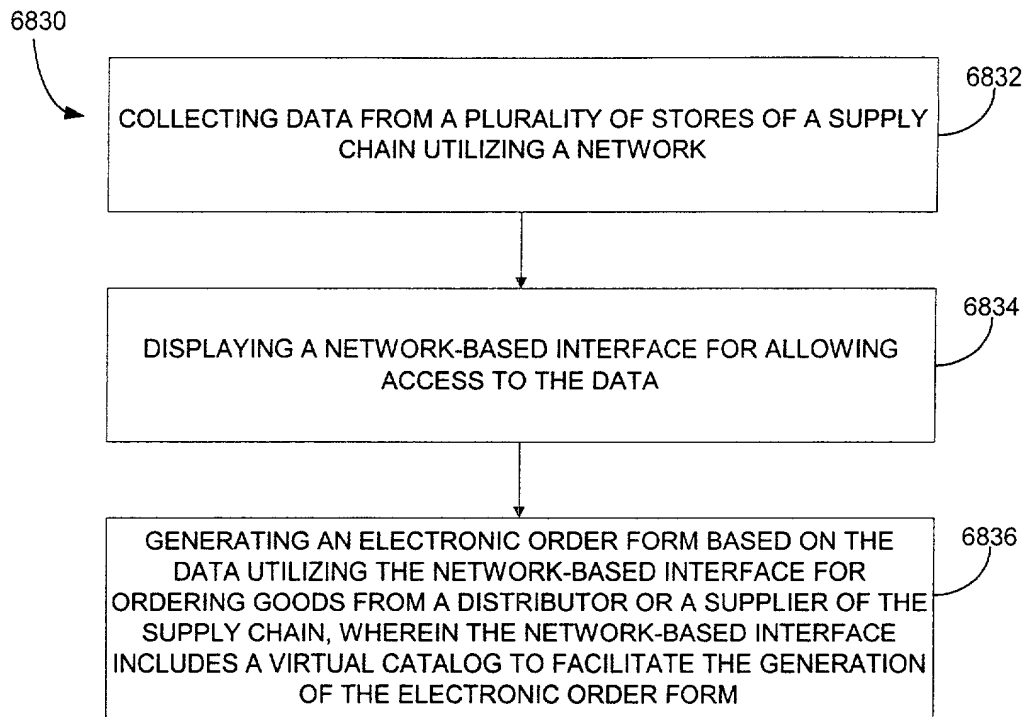 6830
6832
COLLECTING DATA FROM A PLURALITY OF STORES OF A SUPPLY
CHAIN UTILIZING A NETWORK
6834
DISPLAYING A NETWORK-BASED INTERFACE FOR ALLOWING
ACCESS TO THE DATA
6836
GENERATING AN ELECTRONIC ORDER FORM BASED ON THE
DATA UTILIZING THE NETWORK-BASED INTERFACE FOR
ORDERING GOODS FROM A DISTRIBUTOR OR A SUPPLIER OF THE
SUPPLY CHAIN, WHEREIN THE NETWORK-BASED INTERFACE
INCLUDES A VIRTUAL CATALOG TO FACILITATE THE GENERATION
OF THE ELECTRONIC ORDER FORM